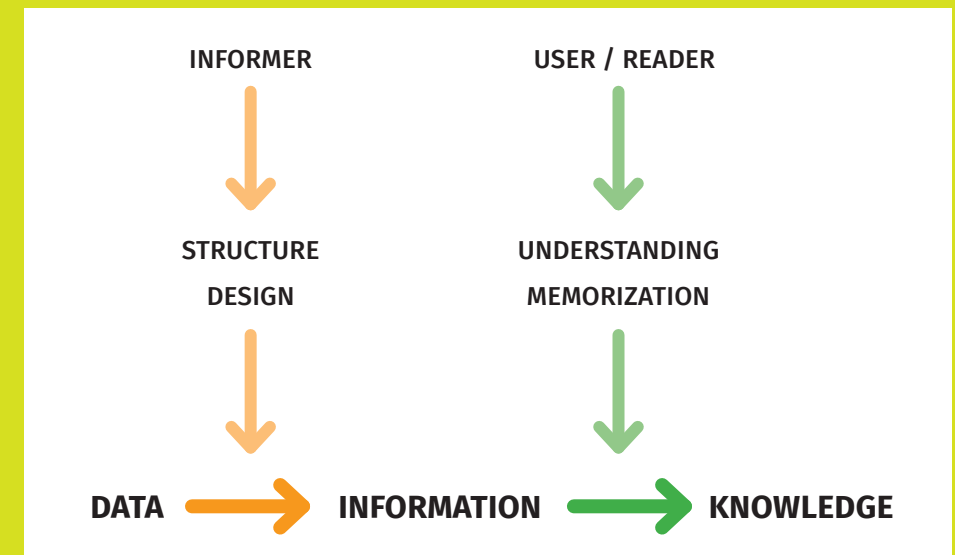 INFORMER
USER / READER
STRUCTURE
DESIGN
UNDERSTANDING
MEMORIZATION
DATA
INFORMATION
KNOWLEDGE